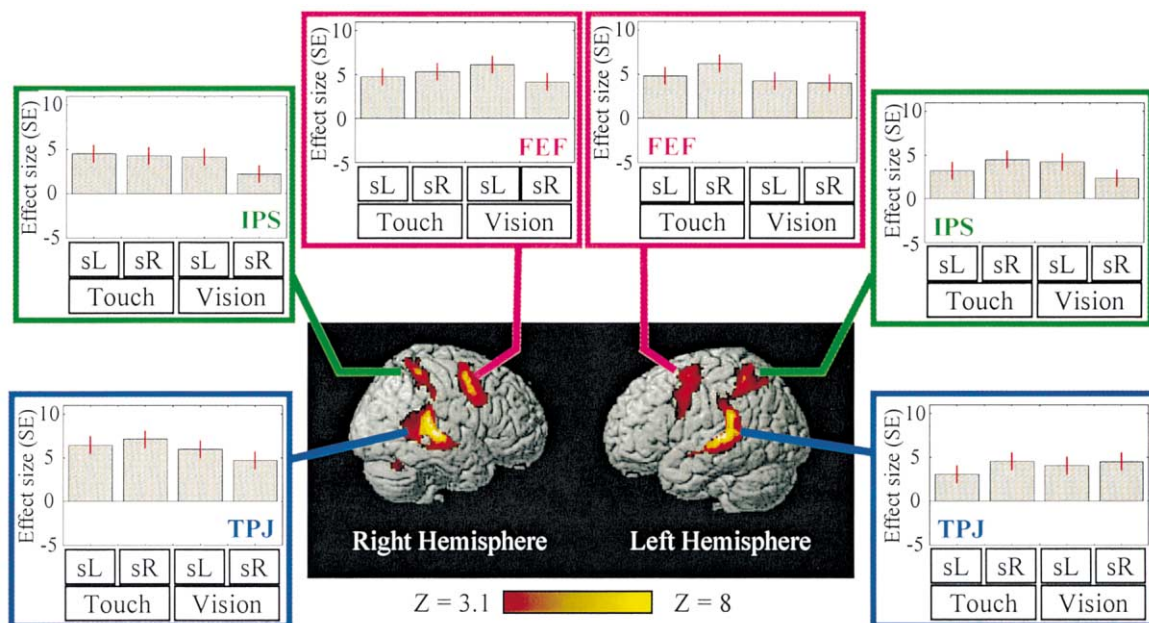 Effect size (SE)
10
5
0
-5
FEF
sL sR sL sR
Touch Vision
Effect size (SE)
10
5
0
-5
FEF
sL sR sL sR
Touch Vision
Effect size (SE)
10
5
0
-5
IPS
sL sR sL sR
Touch Vision
Effect size (SE)
10
5
0
-5
IPS
sL sR sL sR
Touch Vision
Effect size (SE)
10
5
0
-5
TPJ
sL sR sL sR
Touch Vision
Right Hemisphere Left Hemisphere
Effect size (SE)
10
5
0
-5
TPJ
sL sR sL sR
Touch Vision
Z = 3.1 Z = 8